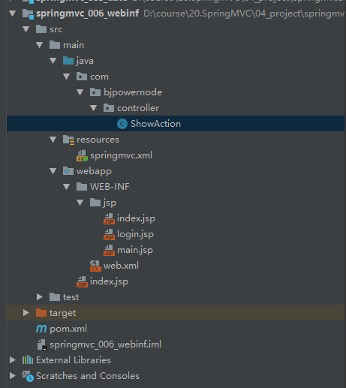 springmvc_006_webinf D:\course\20.SpringMVC\04_project\springmv
src
main
java
com
bjpowernode
controller
ShowAction
resources
springmvc.xml
webapp
WEB-INF
jsp
index.jsp
login.jsp
main.jsp
web.xml
index.jsp
test
target
pom.xml
springmvc_006_webinf.iml
External Libraries
Scratches and Consoles